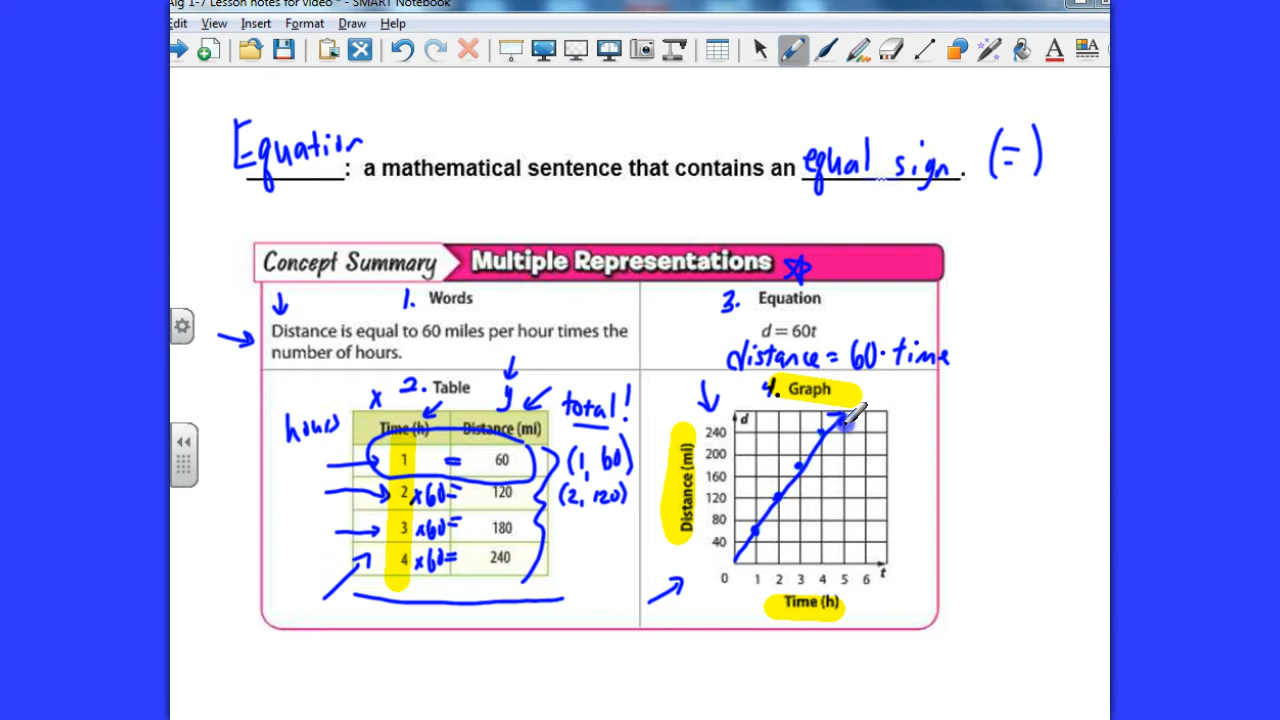 Alg 1-7 Lesson notes for video * - SMART Notebook
Edit View Insert Format Draw Help
Equation: a mathematical sentence that contains an equal sign. (=)
Concept Summary Multiple Representations
1. Words
Distance is equal to 60 miles per hour times the
number of hours.
3. Equation
d = 60t
distance = 60 · time
2. Table
x y total!
hours Time (h) Distance (mi)
1 = 60 (1, 60)
2 x60= 120 (2, 120)
3 x60= 180
4 x60= 240
4. Graph
d
Distance (mi)
240
200
160
120
80
40
0 1 2 3 4 5 6 t
Time (h)